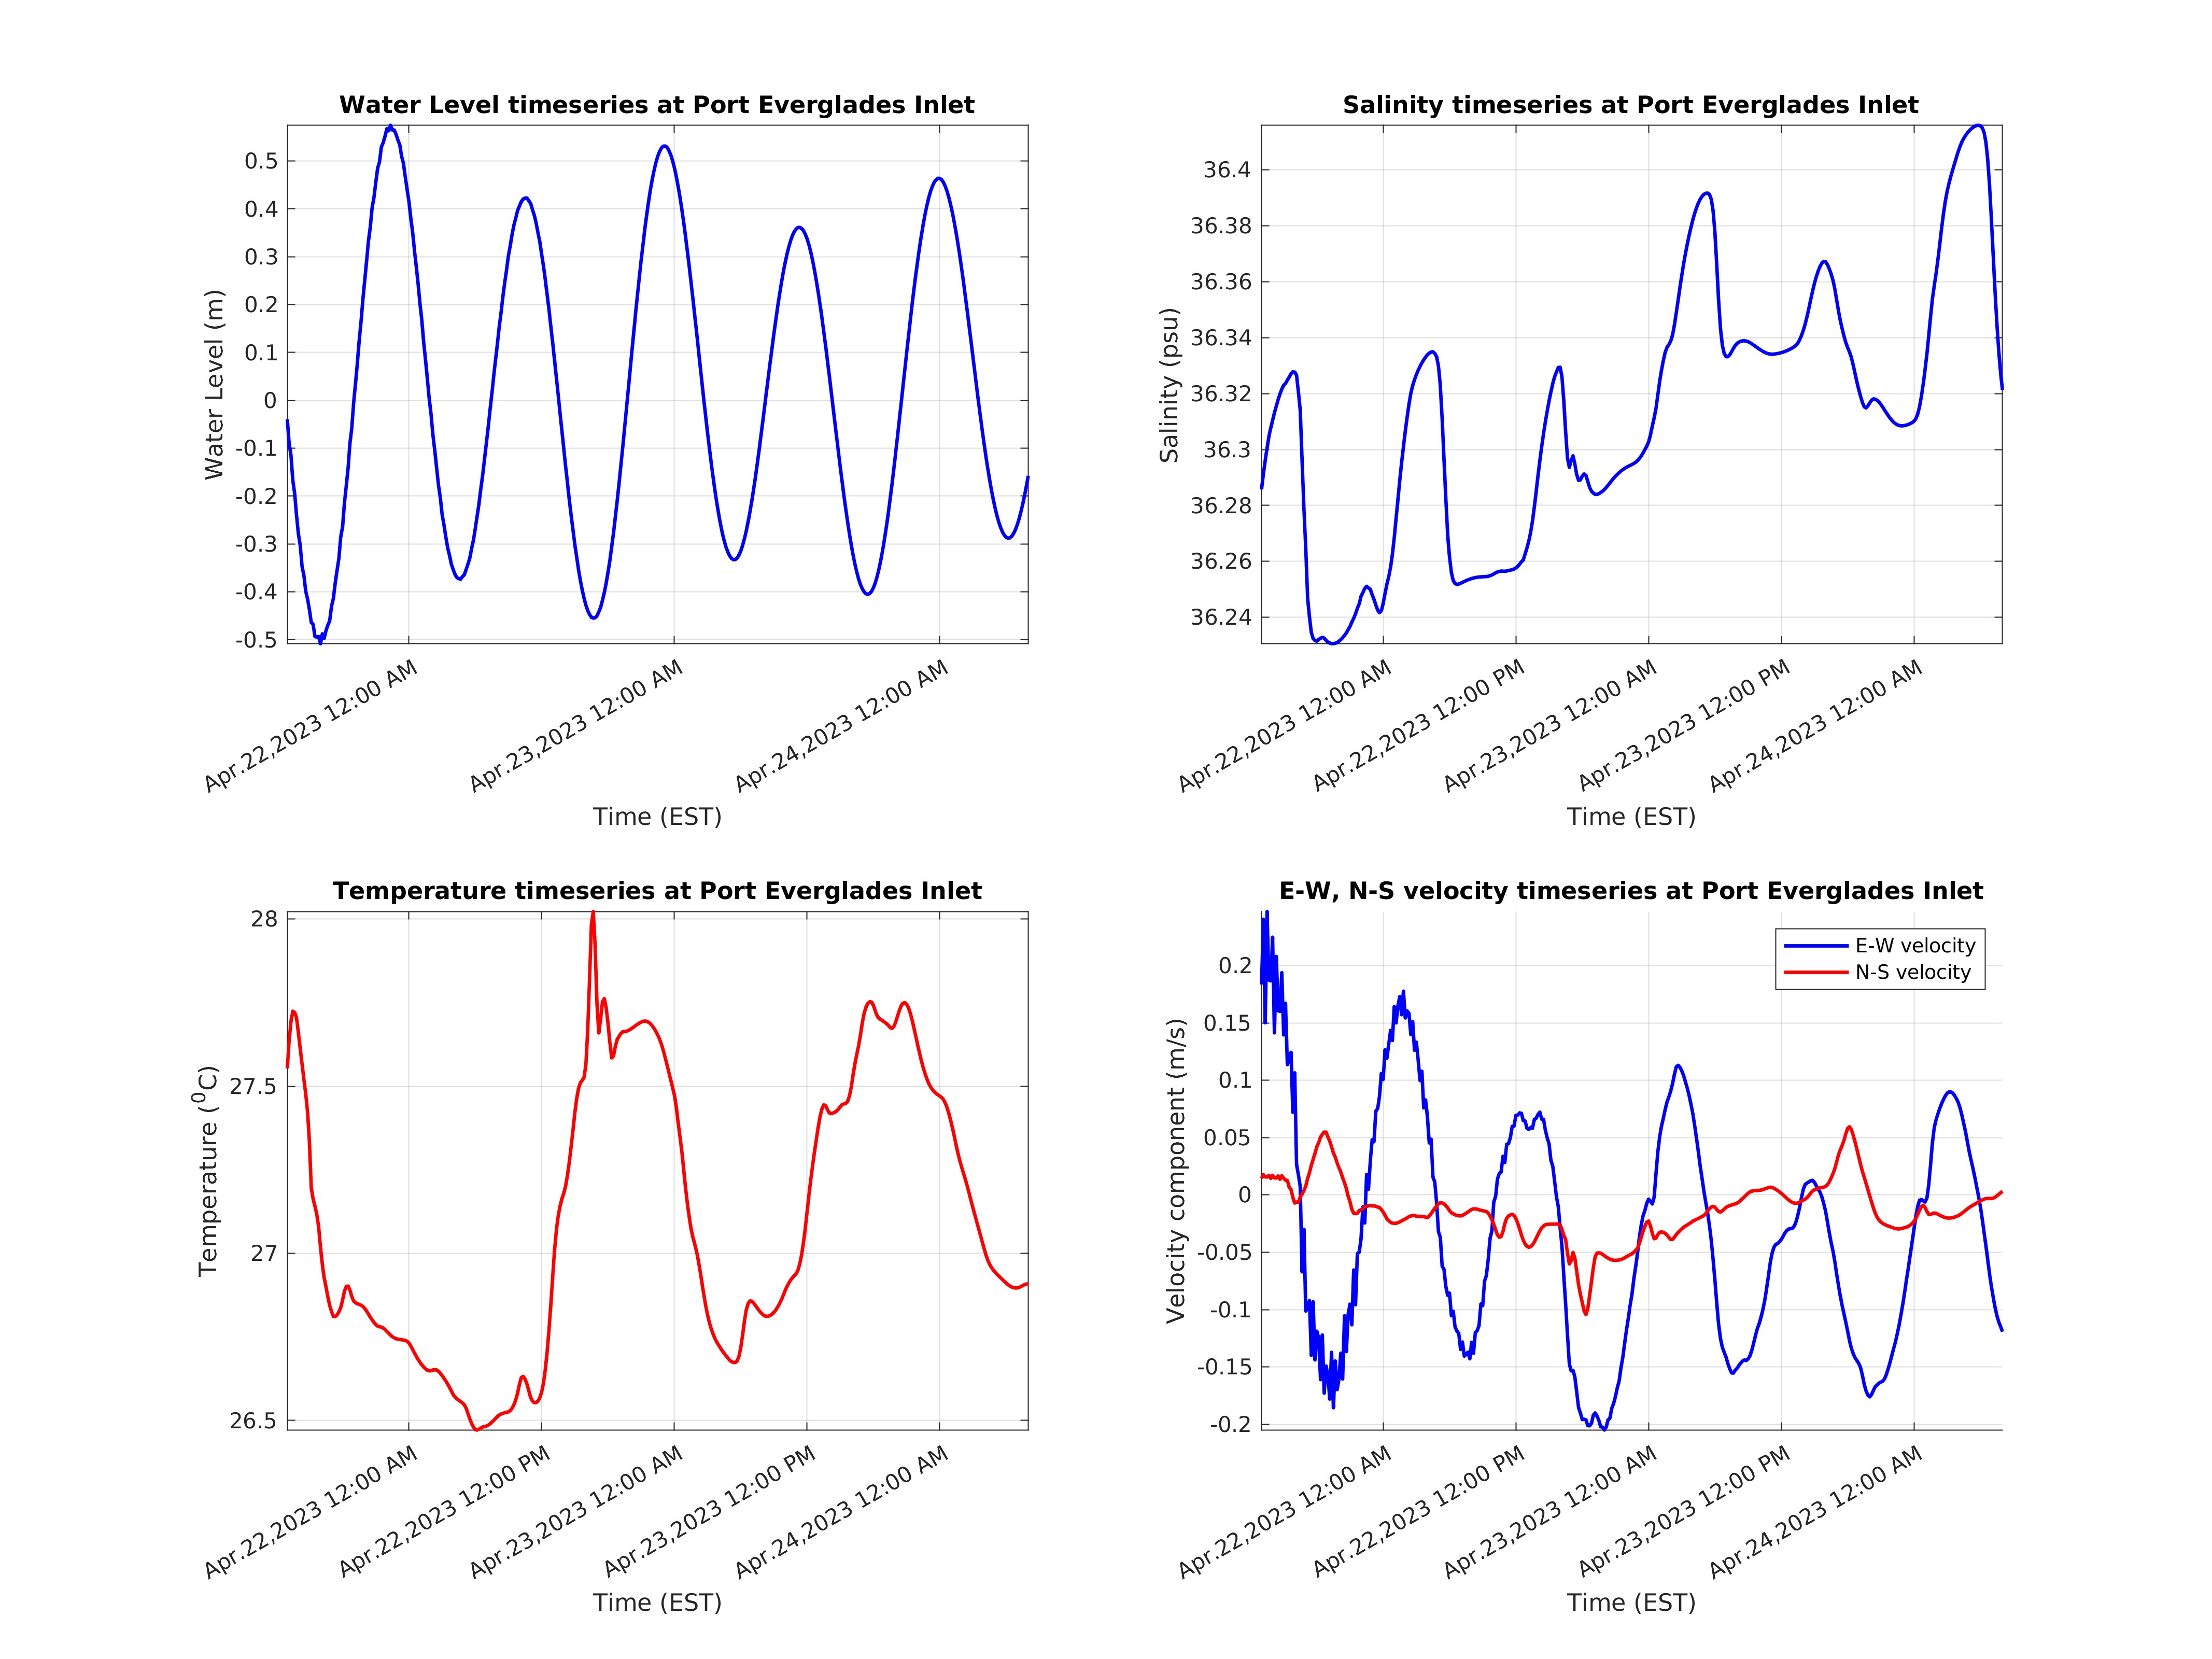 Water Level timeseries at Port Everglades Inlet
Water Level (m)
0.5
0.4
0.3
0.2
0.1
0
-0.1
-0.2
-0.3
-0.4
-0.5
Apr.22,2023 12:00 AM
Apr.23,2023 12:00 AM
Apr.24,2023 12:00 AM
Time (EST)
Salinity timeseries at Port Everglades Inlet
Salinity (psu)
36.4
36.38
36.36
36.34
36.32
36.3
36.28
36.26
36.24
Apr.22,2023 12:00 AM
Apr.22,2023 12:00 PM
Apr.23,2023 12:00 AM
Apr.23,2023 12:00 PM
Apr.24,2023 12:00 AM
Time (EST)
Temperature timeseries at Port Everglades Inlet
Temperature (⁰C)
28
27.5
27
26.5
Apr.22,2023 12:00 AM
Apr.22,2023 12:00 PM
Apr.23,2023 12:00 AM
Apr.23,2023 12:00 PM
Apr.24,2023 12:00 AM
Time (EST)
E-W, N-S velocity timeseries at Port Everglades Inlet
Velocity component (m/s)
0.2
0.15
0.1
0.05
0
-0.05
-0.1
-0.15
-0.2
E-W velocity
N-S velocity
Apr.22,2023 12:00 AM
Apr.22,2023 12:00 PM
Apr.23,2023 12:00 AM
Apr.23,2023 12:00 PM
Apr.24,2023 12:00 AM
Time (EST)